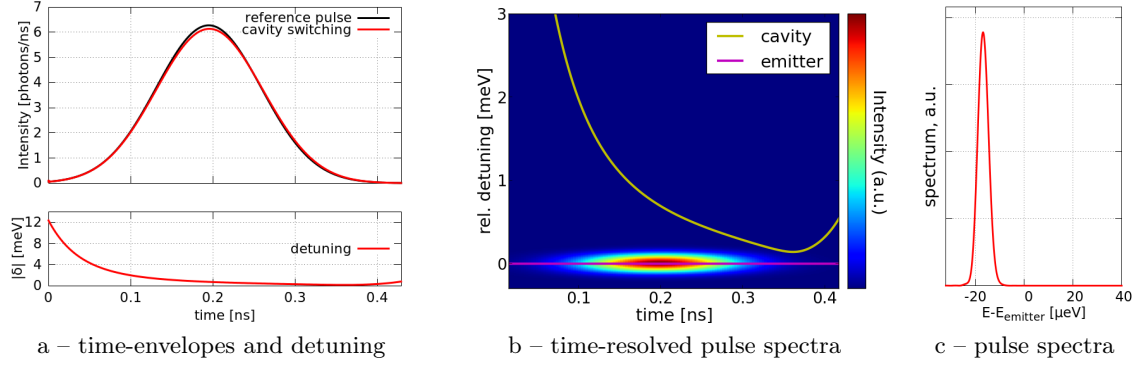 7
6
5
4
3
2
1
0
Intensity [photons/ns]
reference pulse
cavity switching
12
8
4
0
|δ| [meV]
detuning
0
0.1
0.2
0.3
0.4
time [ns]
a – time-envelopes and detuning
3
2
1
0
rel. detuning [meV]
cavity
emitter
0.1
0.2
0.3
0.4
time [ns]
Intensity (a.u.)
b – time-resolved pulse spectra
spectrum, a.u.
-20
0
20
40
E-Eemitter [μeV]
c – pulse spectra